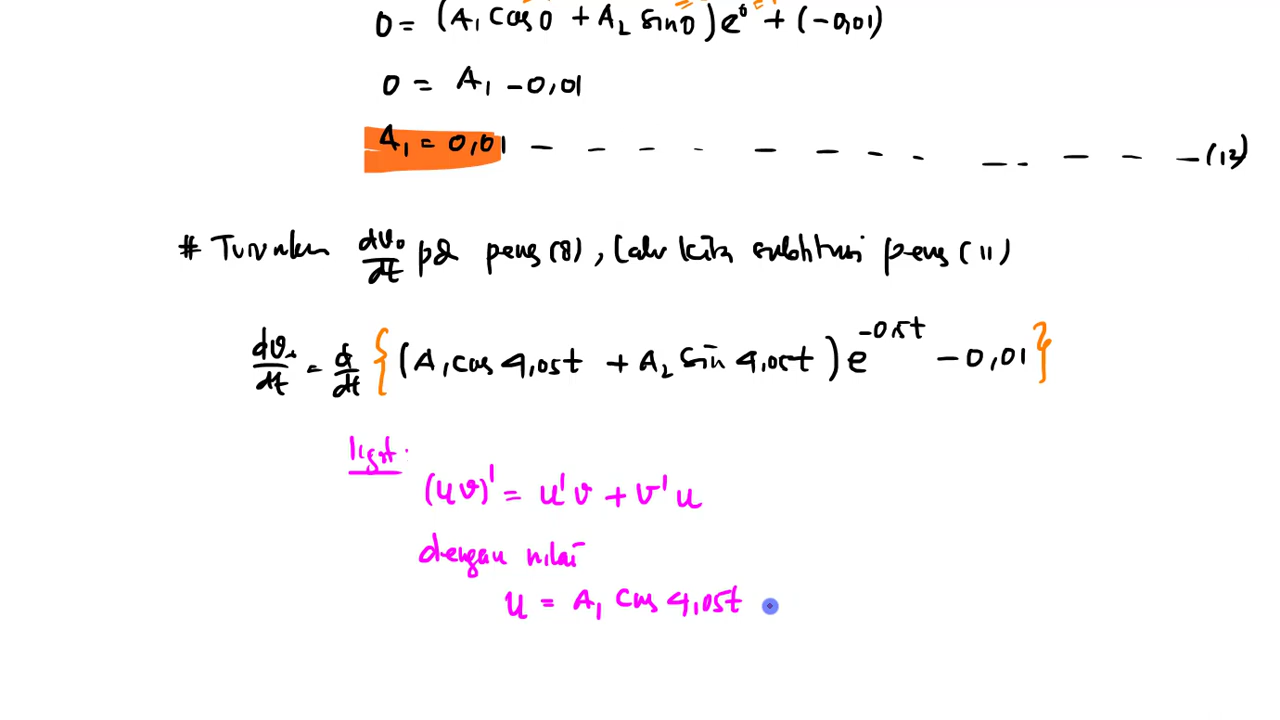 0 = (A₁ cos 0 + A₂ sin 0) e⁰ + (-0,01)
0 = A₁ - 0,01
A₁ = 0,01 - - - - - - - - - - - - (12)
# Turunkan dv₀/dt pd pers (8), lalu kita subtitusi pers (11)
dv₀/dt = d/dt { (A₁ cos 4,05t + A₂ sin 4,05t) e^-0.5t - 0,01 }
(uv)' = u'v + v'u
dengan nilai
u = A₁ cos 4,05t